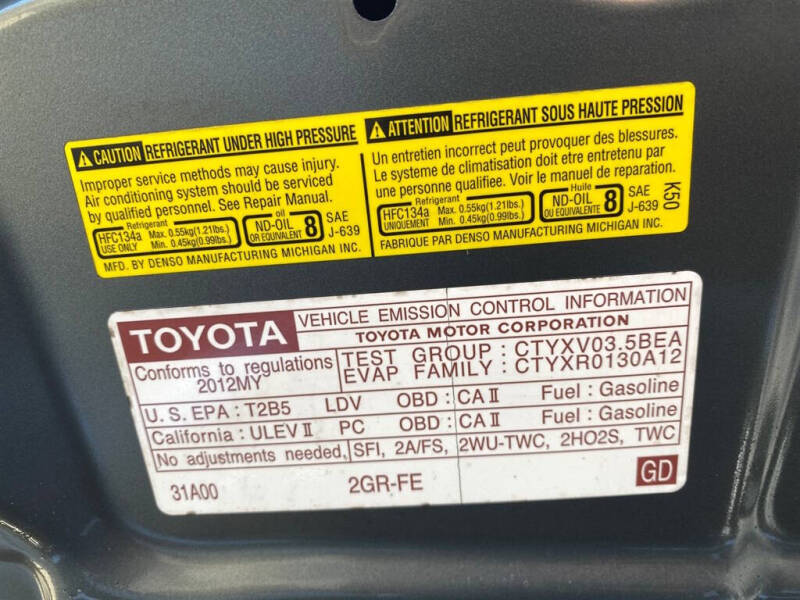 CAUTION REFRIGERANT UNDER HIGH PRESSURE
Improper service methods may cause injury.
Air conditioning system should be serviced
by qualified personnel. See Repair Manual.
Refrigerant
HFC134a Max. 0.55kg(1.21lbs.)
USE ONLY Min. 0.45kg(0.99lbs.)
oil
ND-OIL 8
OR EQUIVALENT
SAE
J-639
MFD. BY DENSO MANUFACTURING MICHIGAN INC.
ATTENTION REFRIGERANT SOUS HAUTE PRESSION
Un entretien incorrect peut provoquer des blessures.
Le systeme de climatisation doit etre entretenu par
une personne qualifiee. Voir le manuel de reparation.
Refrigerant
HFC134a Max. 0.55kg(1.21lbs.)
UNIQUEMENT Min. 0.45kg(0.99lbs.)
Huile
ND-OIL 8
OU EQUIVALENTE
SAE
J-639
K50
FABRIQUE PAR DENSO MANUFACTURING MICHIGAN INC.
TOYOTA VEHICLE EMISSION CONTROL INFORMATION
TOYOTA MOTOR CORPORATION
Conforms to regulations
2012MY
TEST GROUP : CTYXV03.5BEA
EVAP FAMILY : CTYXR0130A12
U.S. EPA : T2B5 LDV OBD : CA II Fuel : Gasoline
California : ULEV II PC OBD : CA II Fuel : Gasoline
No adjustments needed, SFI, 2A/FS, 2WU-TWC, 2HO2S, TWC
31A00 2GR-FE GD